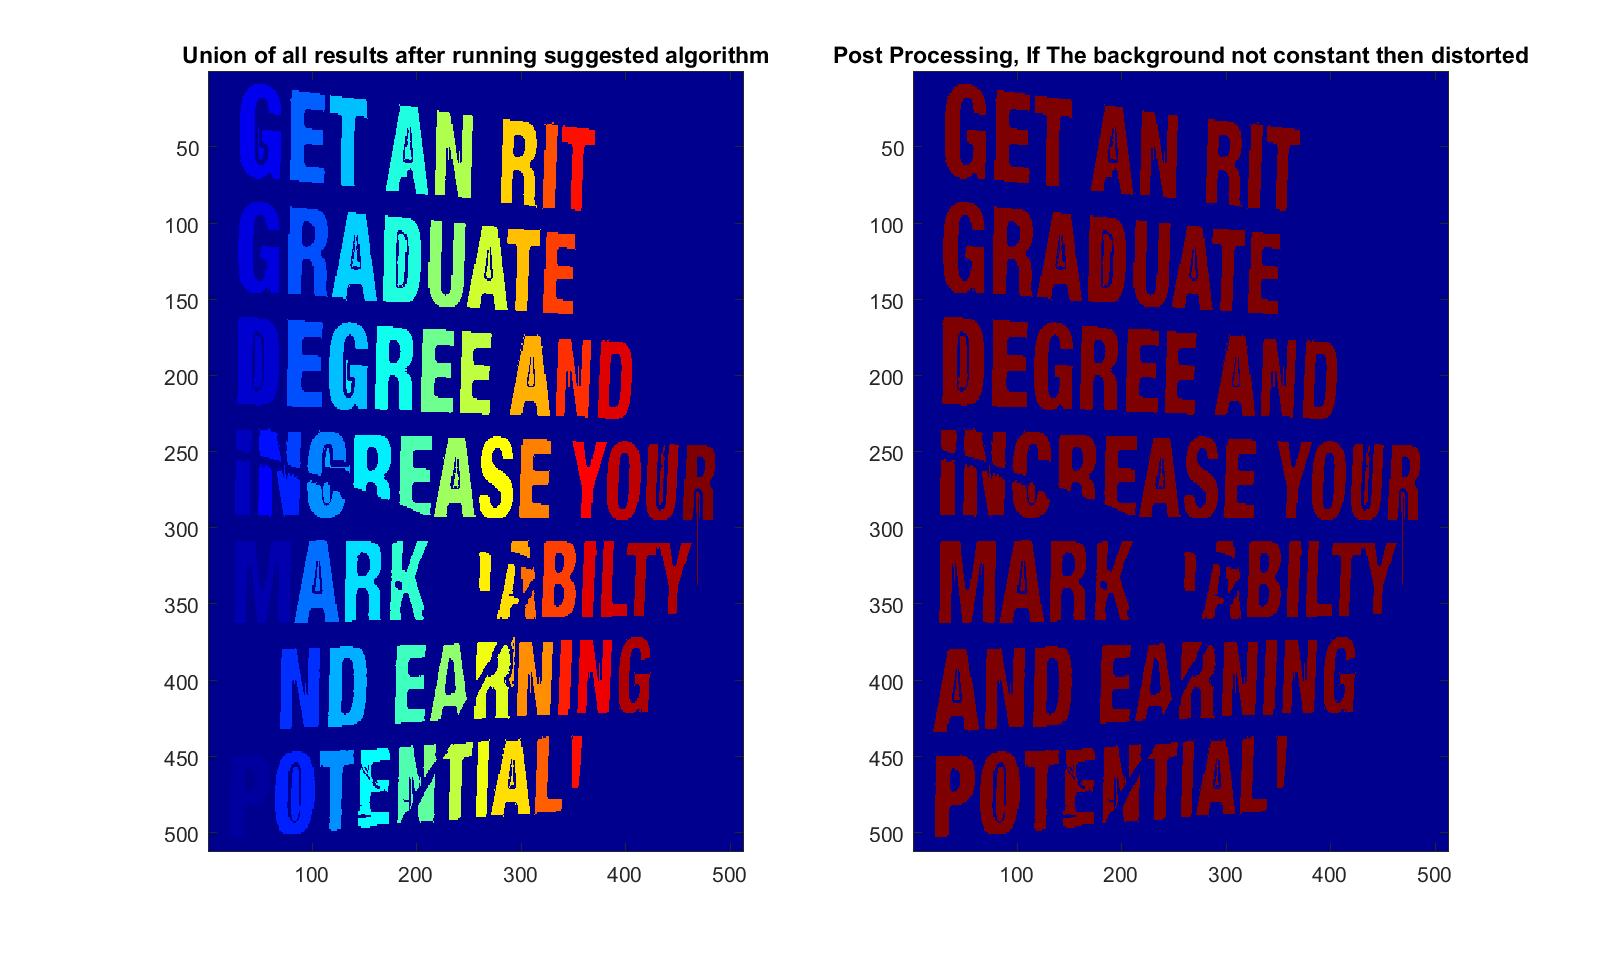 Union of all results after running suggested algorithm
GET AN RIT
GRADUATE
DEGREE AND
INCREASE YOUR
MARK 'ABILTY
ND EARNING
POTENTIAL'
50
100
150
200
250
300
350
400
450
500
100 200 300 400 500
Post Processing, If The background not constant then distorted
GET AN RIT
GRADUATE
DEGREE AND
INCREASE YOUR
MARK 'ABILTY
AND EARNING
POTENTIAL'
50
100
150
200
250
300
350
400
450
500
100 200 300 400 500